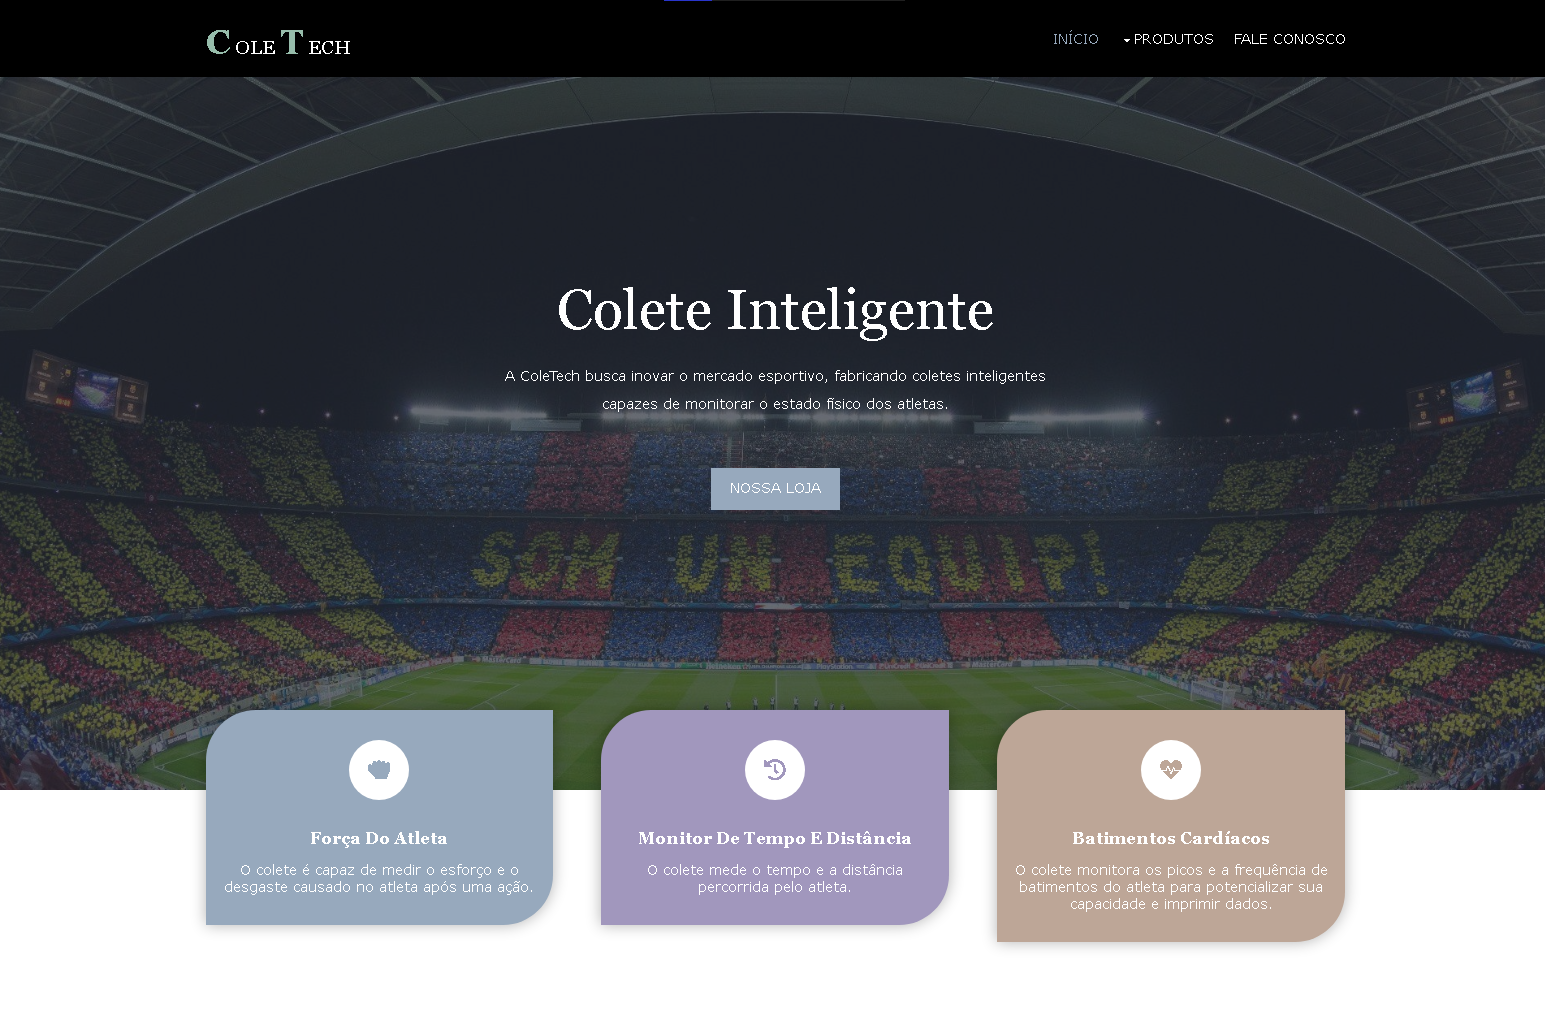 Cole Tech
INÍCIO PRODUTOS FALE CONOSCO
Colete Inteligente
A ColeTech busca inovar o mercado esportivo, fabricando coletes inteligentes
capazes de monitorar o estado físico dos atletas.
NOSSA LOJA
SOM UN EQUIP!
Força Do Atleta
O colete é capaz de medir o esforço e o
desgaste causado no atleta após uma ação.
Monitor De Tempo E Distância
O colete mede o tempo e a distância
percorrida pelo atleta.
Batimentos Cardíacos
O colete monitora os picos e a frequência de
batimentos do atleta para potencializar sua
capacidade e imprimir dados.